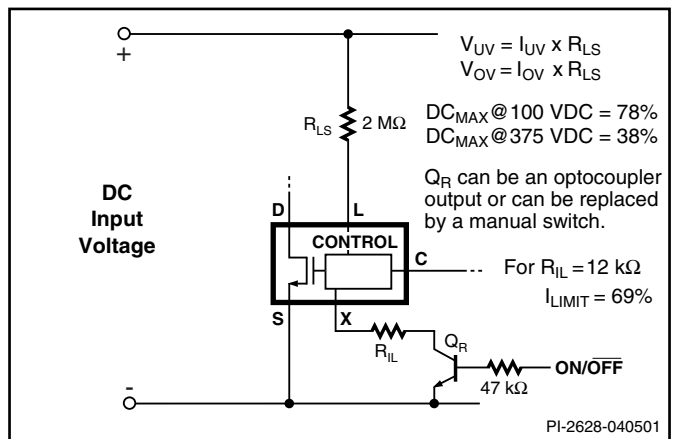 +
V_UV = I_UV x R_LS
V_OV = I_OV x R_LS
R_LS 2 MΩ
DC_MAX@100 VDC = 78%
DC_MAX@375 VDC = 38%
DC
Input
Voltage
Q_R can be an optocoupler
output or can be replaced
by a manual switch.
D L
CONTROL
C
For R_IL = 12 kΩ
I_LIMIT = 69%
S X
R_IL
Q_R
47 kΩ
ON/O̅F̅F̅
-
PI-2628-040501